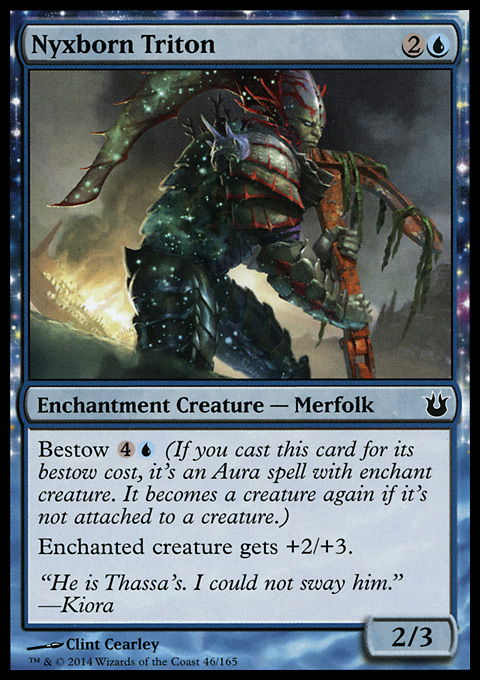 Nyxborn Triton 2
Enchantment Creature — Merfolk
Bestow 4 (If you cast this card for its
bestow cost, it's an Aura spell with enchant
creature. It becomes a creature again if it's
not attached to a creature.)
Enchanted creature gets +2/+3.
"He is Thassa's. I could not sway him."
—Kiora
2/3
Clint Cearley
™ & © 2014 Wizards of the Coast 46/165